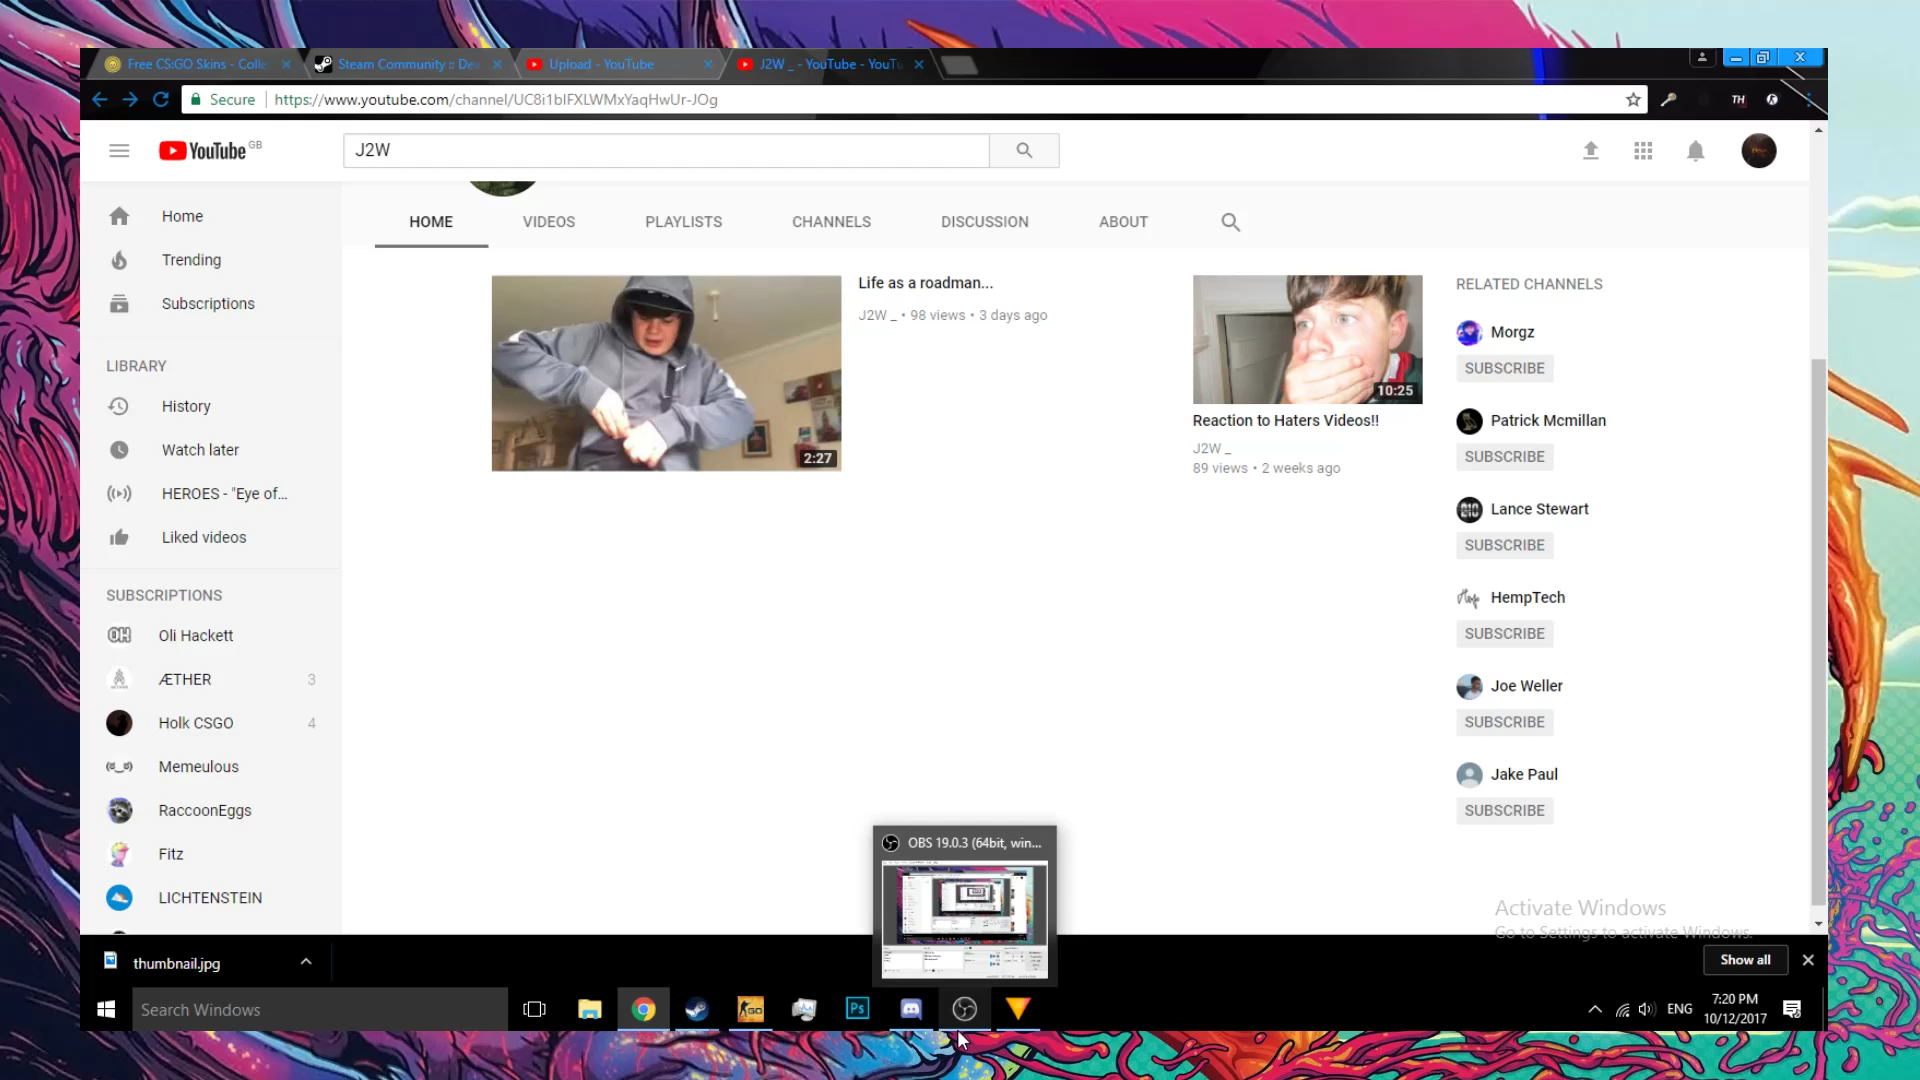 Free CS:GO Skins - Colle
Steam Community :: De
Upload - YouTube
J2W _ - YouTube - YouT
Secure
https://www.youtube.com/channel/UC8i1bIFXLWMxYaqHwUr-JOg
TH
YouTube GB
J2W
Home
Trending
Subscriptions
LIBRARY
History
Watch later
HEROES - "Eye of...
Liked videos
SUBSCRIPTIONS
Oli Hackett
ÆTHER 3
Holk CSGO 4
Memeulous
RaccoonEggs
Fitz
LICHTENSTEIN
HOME VIDEOS PLAYLISTS CHANNELS DISCUSSION ABOUT
2:27
Life as a roadman...
J2W _ • 98 views • 3 days ago
10:25
Reaction to Haters Videos!!
J2W _
89 views • 2 weeks ago
RELATED CHANNELS
Morgz
SUBSCRIBE
Patrick Mcmillan
SUBSCRIBE
Lance Stewart
SUBSCRIBE
HempTech
SUBSCRIBE
Joe Weller
SUBSCRIBE
Jake Paul
SUBSCRIBE
OBS 19.0.3 (64bit, win...
Activate Windows
Go to Settings to activate Windows.
thumbnail.jpg
Show all
Search Windows
GO
Ps
ENG
7:20 PM
10/12/2017